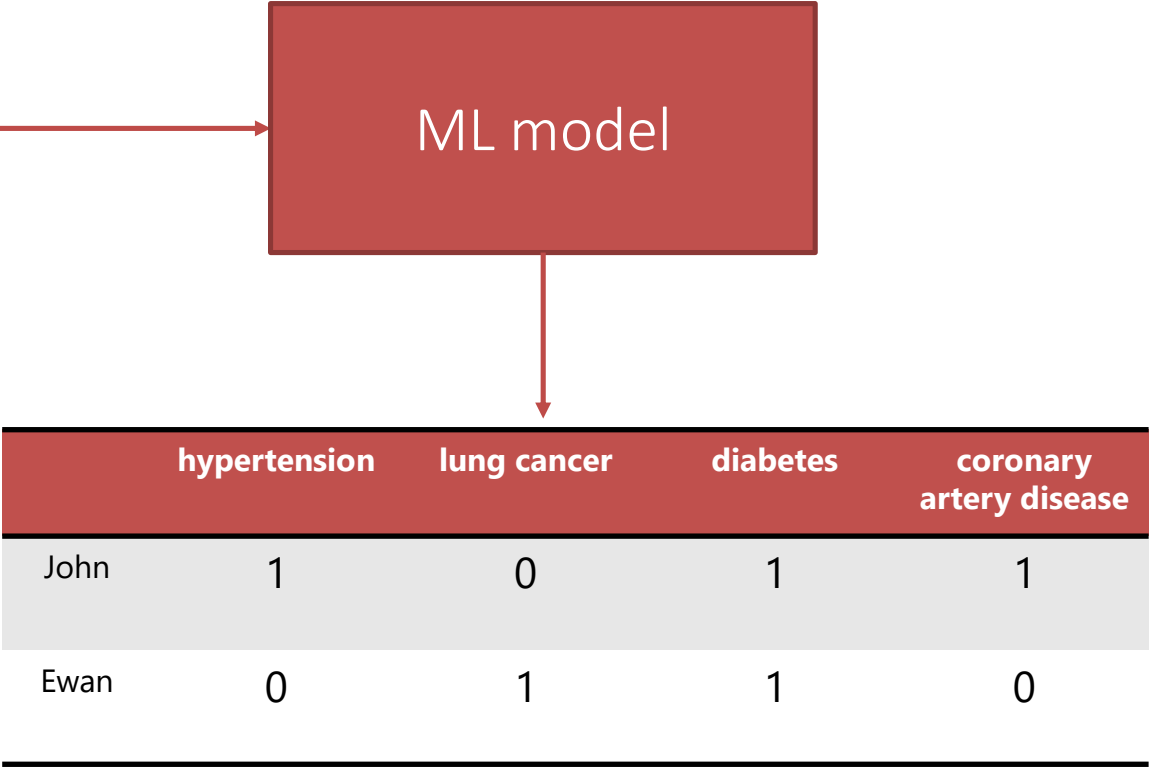 ML model
hypertension lung cancer diabetes coronary
artery disease
John 1 0 1 1
Ewan 0 1 1 0